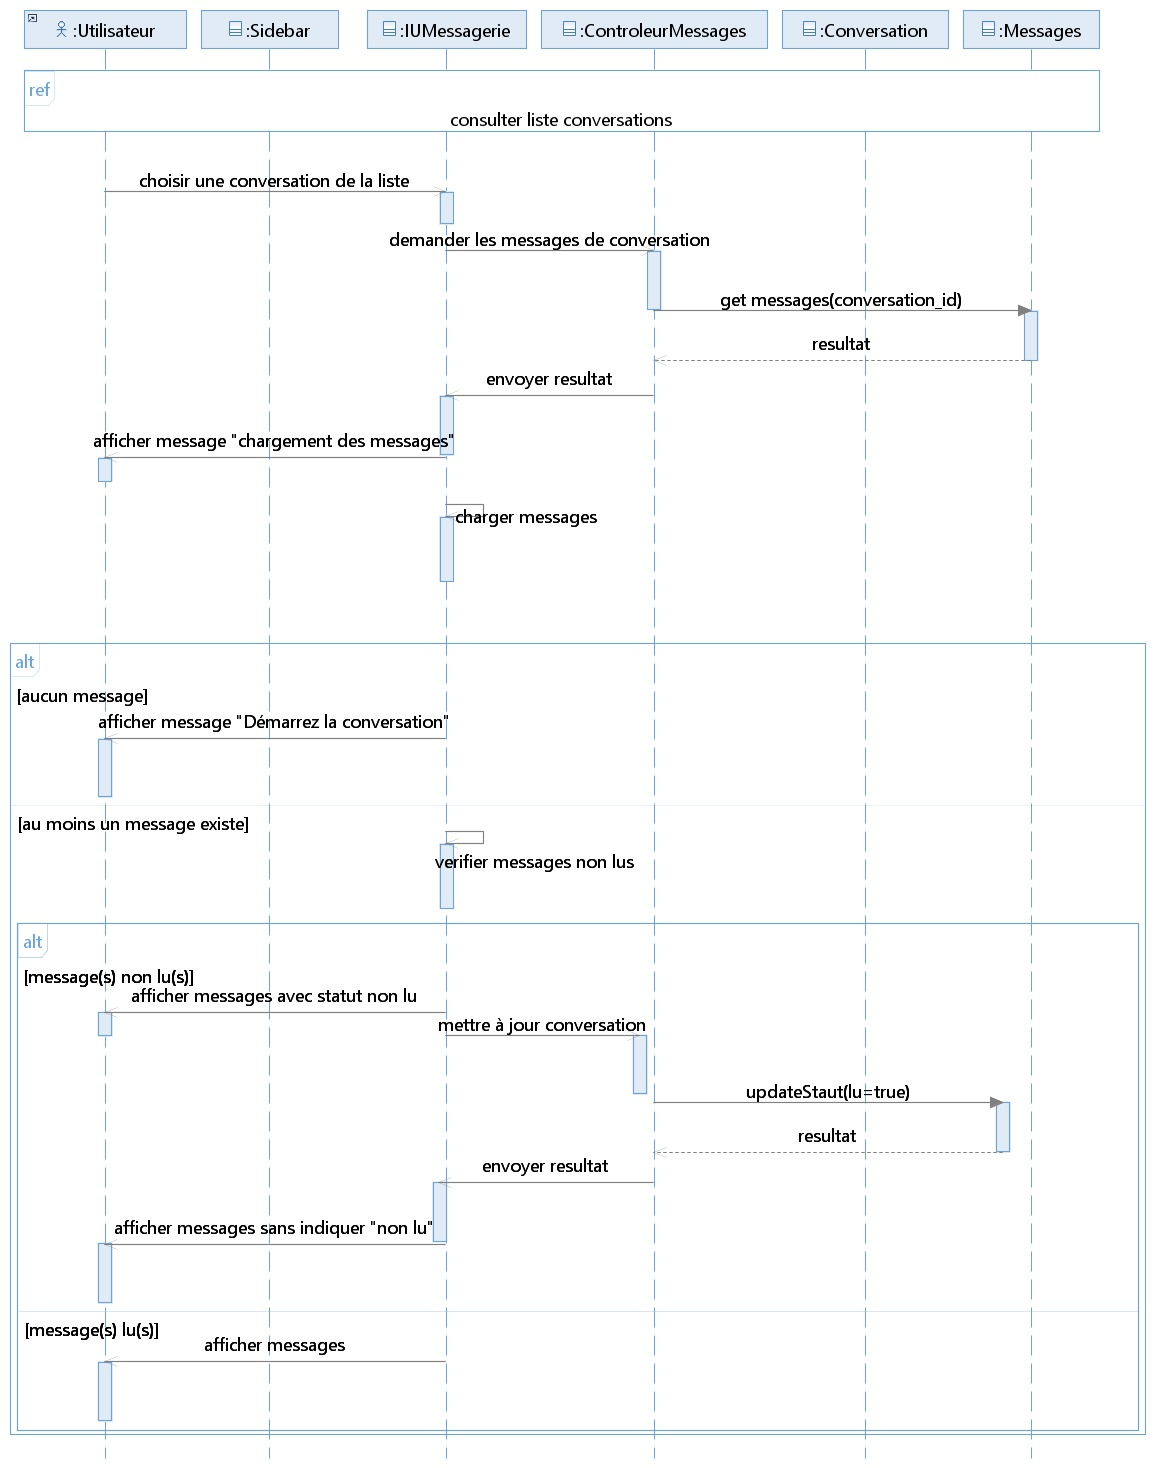 :Utilisateur
:Sidebar
:IUMessagerie
:ControleurMessages
:Conversation
:Messages
ref
consulter liste conversations
choisir une conversation de la liste
demander les messages de conversation
get messages(conversation_id)
resultat
envoyer resultat
afficher message "chargement des messages"
charger messages
alt
[aucun message]
afficher message "Démarrez la conversation"
[au moins un message existe]
verifier messages non lus
alt
[message(s) non lu(s)]
afficher messages avec statut non lu
mettre à jour conversation
updateStaut(lu=true)
resultat
envoyer resultat
afficher messages sans indiquer "non lu"
[message(s) lu(s)]
afficher messages